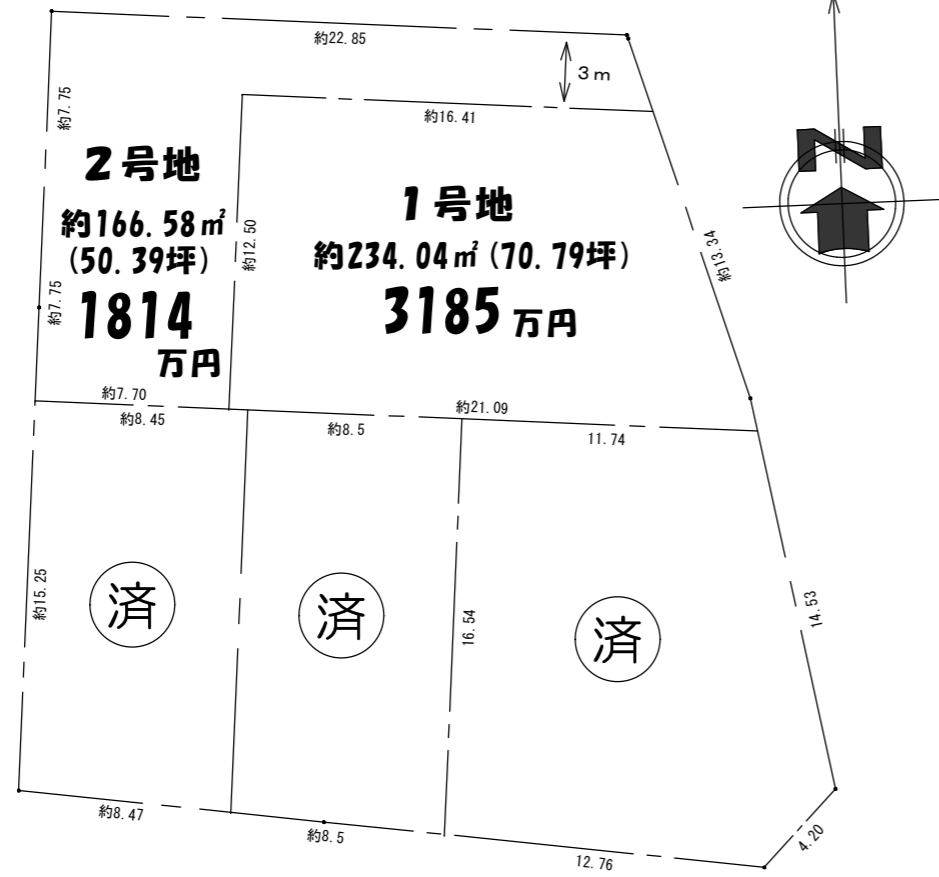 約22.85
3m
約7.75
約16.41
N
2号地
約166.58㎡
(50.39坪)
1814
万円
約12.50
1号地
約234.04㎡(70.79坪)
3185万円
約13.34
約7.75
約7.70
約21.09
約8.45
約8.5
11.74
約15.25
済
済
済
16.54
14.53
約8.47
約8.5
12.76
4.20